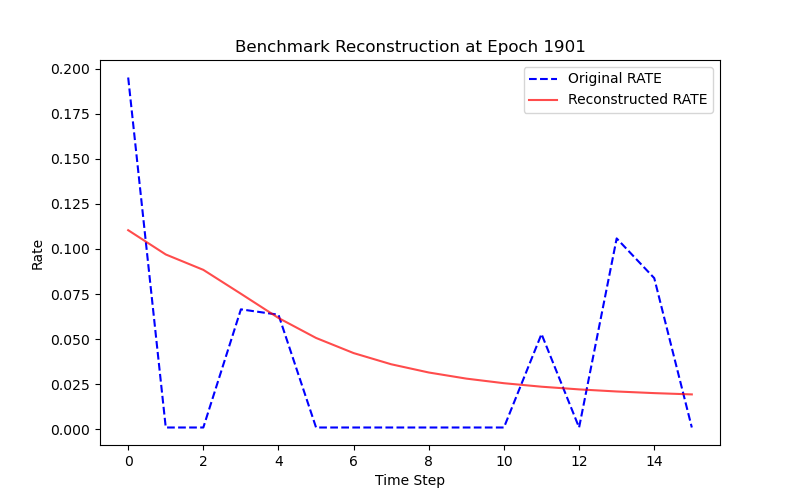 Benchmark Reconstruction at Epoch 1901
Original RATE
Reconstructed RATE
Rate
0.200
0.175
0.150
0.125
0.100
0.075
0.050
0.025
0.000
0 2 4 6 8 10 12 14
Time Step